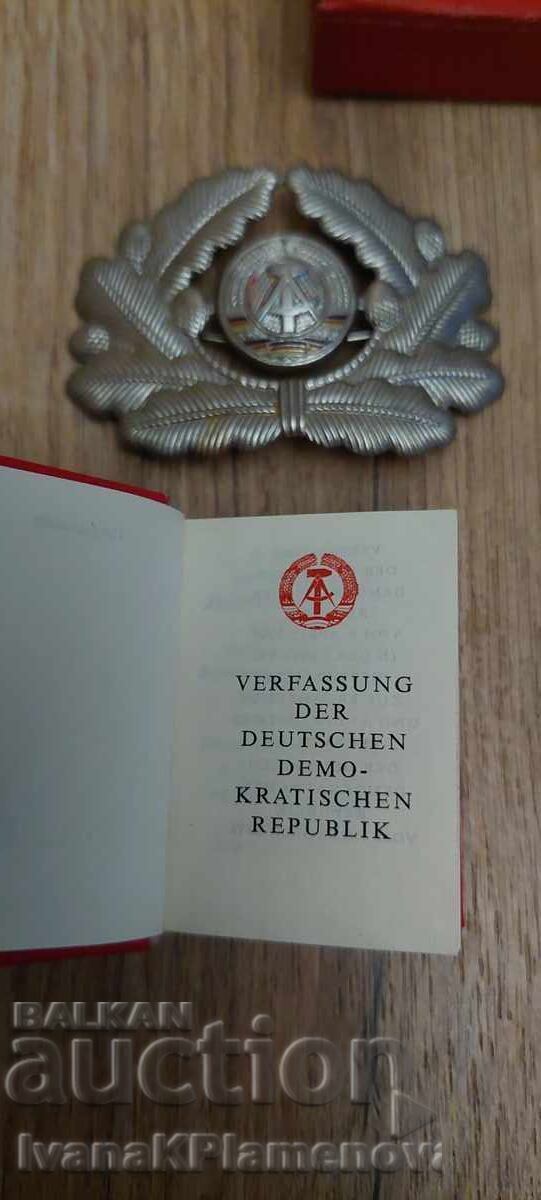 VERFASSUNG
DER
DEUTSCHEN
DEMO-
KRATISCHEN
REPUBLIK
BALKAN
auction
IvanaKPlamenova